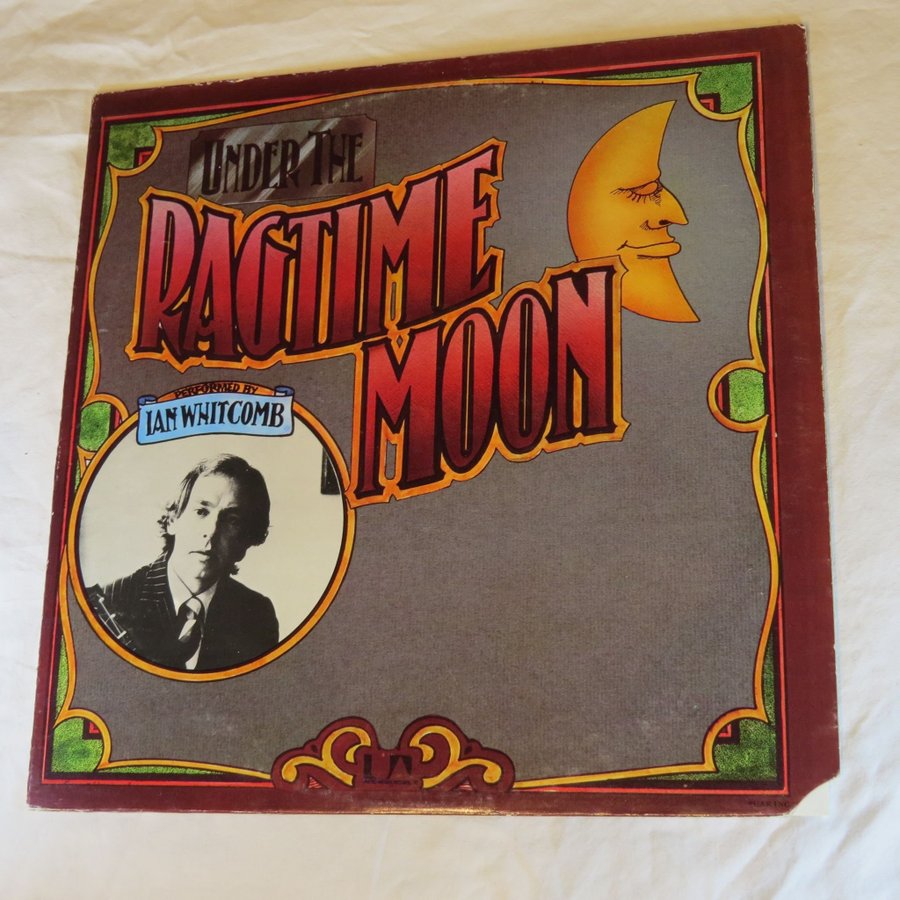 UNDER THE
RAGTIME
MOON
PERFORMED BY
IAN WHITCOMB
UA